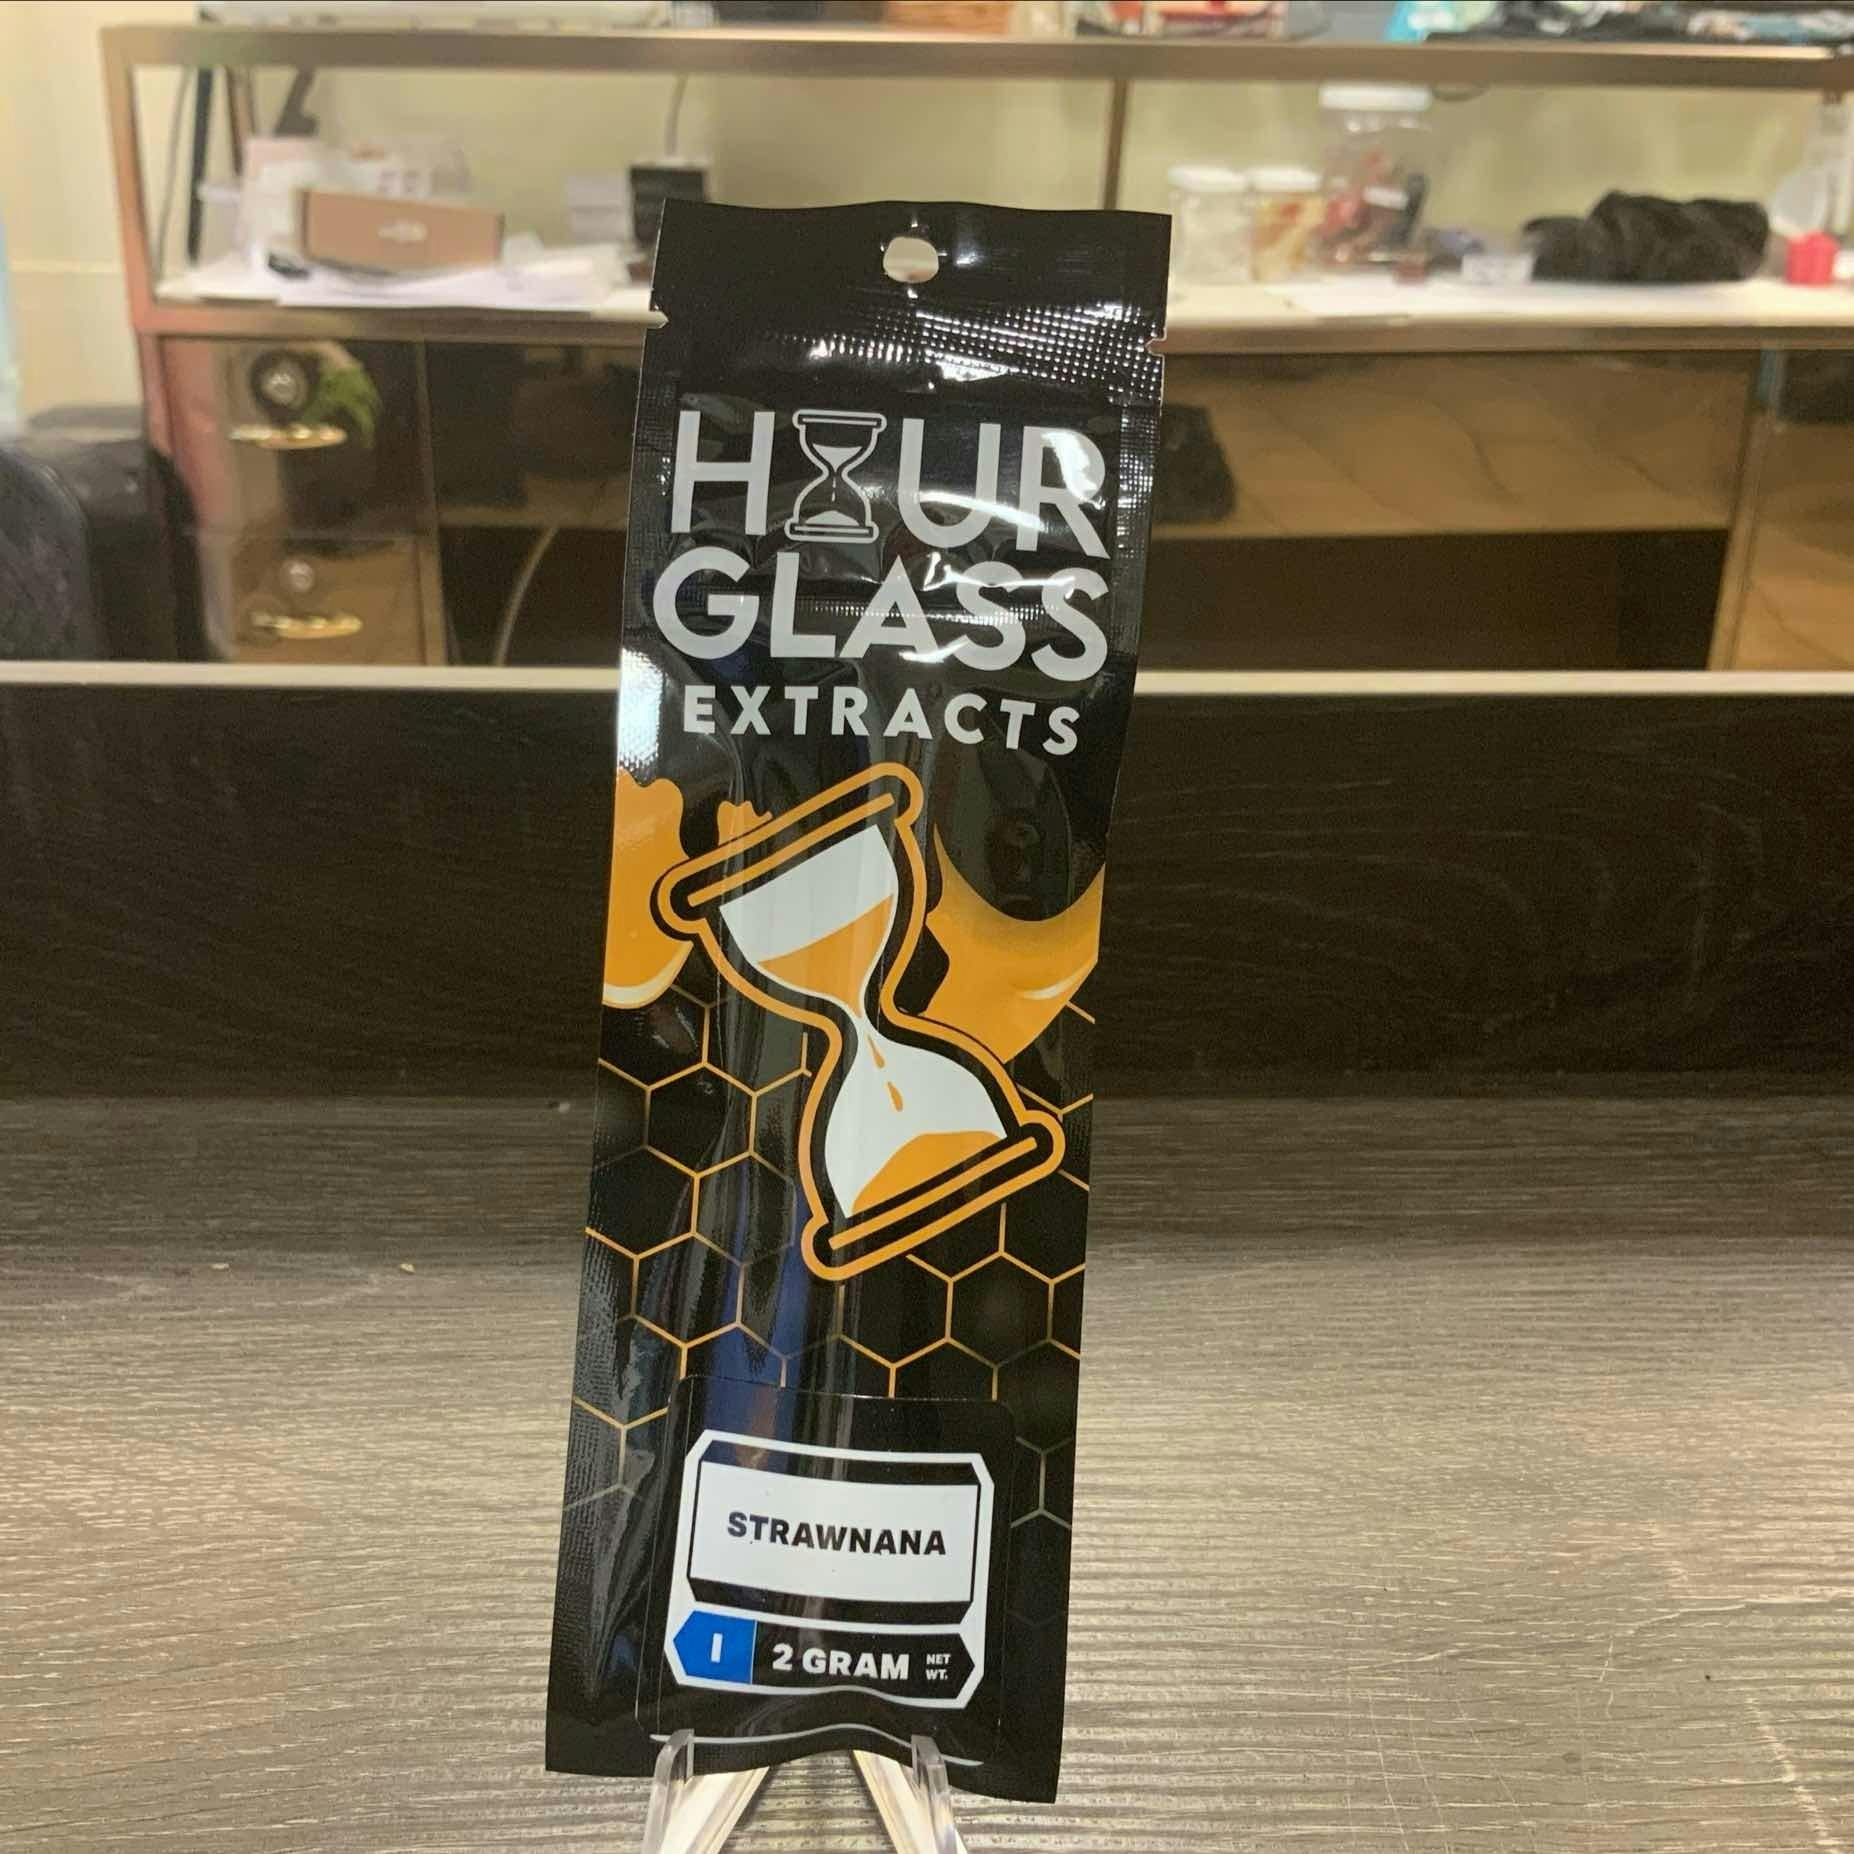 HOUR
GLASS
EXTRACTS
STRAWNANA
I 2 GRAM NET WT.